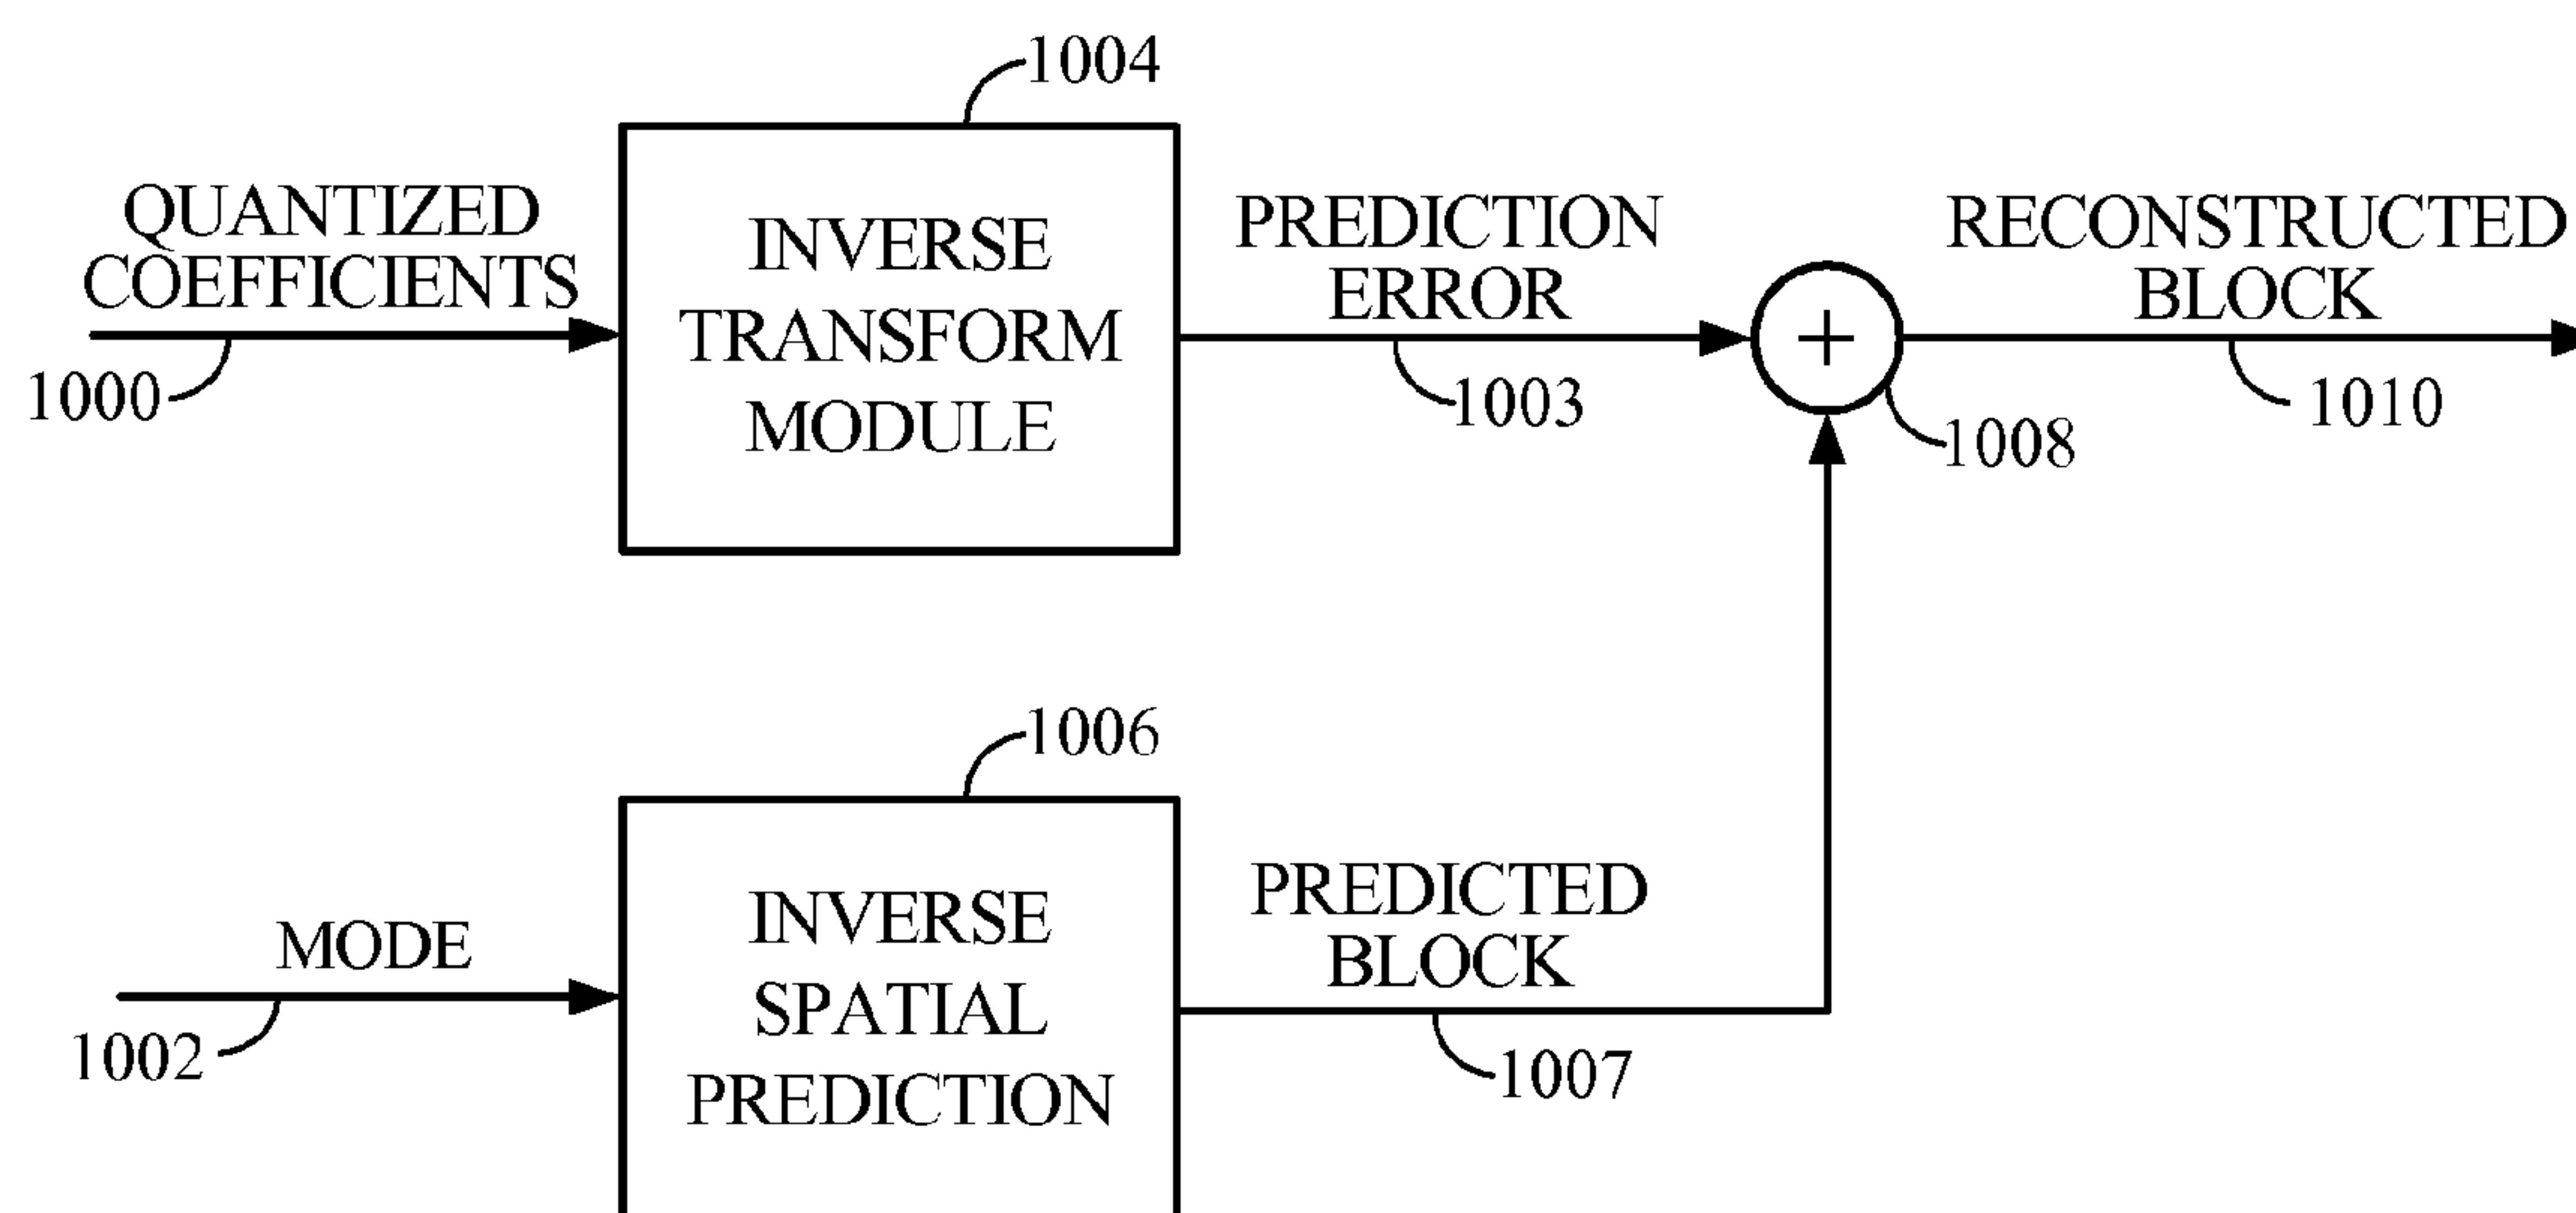 1004
QUANTIZED
COEFFICIENTS
1000
INVERSE
TRANSFORM
MODULE
PREDICTION
ERROR
1003
+
1008
RECONSTRUCTED
BLOCK
1010
1006
MODE
1002
INVERSE
SPATIAL
PREDICTION
PREDICTED
BLOCK
1007